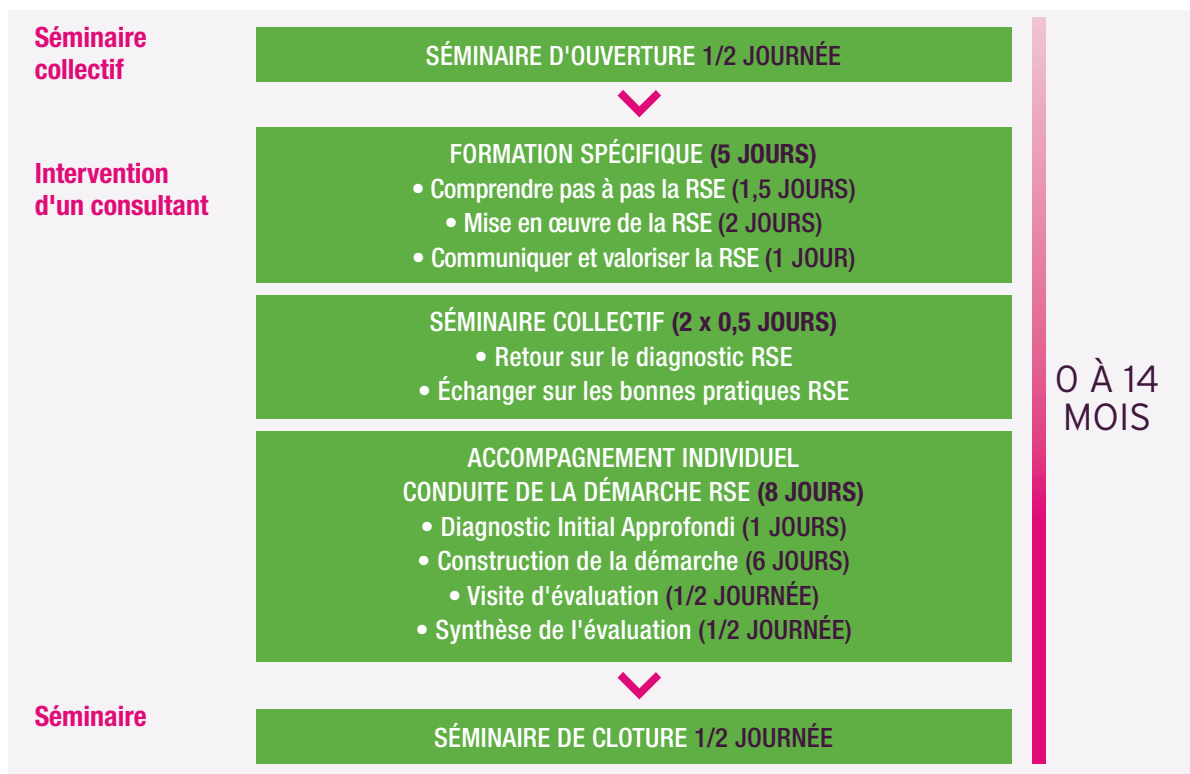 Séminaire
collectif
SÉMINAIRE D'OUVERTURE 1/2 JOURNÉE
Intervention
d'un consultant
FORMATION SPÉCIFIQUE (5 JOURS)
• Comprendre pas à pas la RSE (1,5 JOURS)
• Mise en œuvre de la RSE (2 JOURS)
• Communiquer et valoriser la RSE (1 JOUR)
SÉMINAIRE COLLECTIF (2 x 0,5 JOURS)
• Retour sur le diagnostic RSE
• Échanger sur les bonnes pratiques RSE
ACCOMPAGNEMENT INDIVIDUEL
CONDUITE DE LA DÉMARCHE RSE (8 JOURS)
• Diagnostic Initial Approfondi (1 JOURS)
• Construction de la démarche (6 JOURS)
• Visite d'évaluation (1/2 JOURNÉE)
• Synthèse de l'évaluation (1/2 JOURNÉE)
Séminaire
SÉMINAIRE DE CLOTURE 1/2 JOURNÉE
0 À 14
MOIS